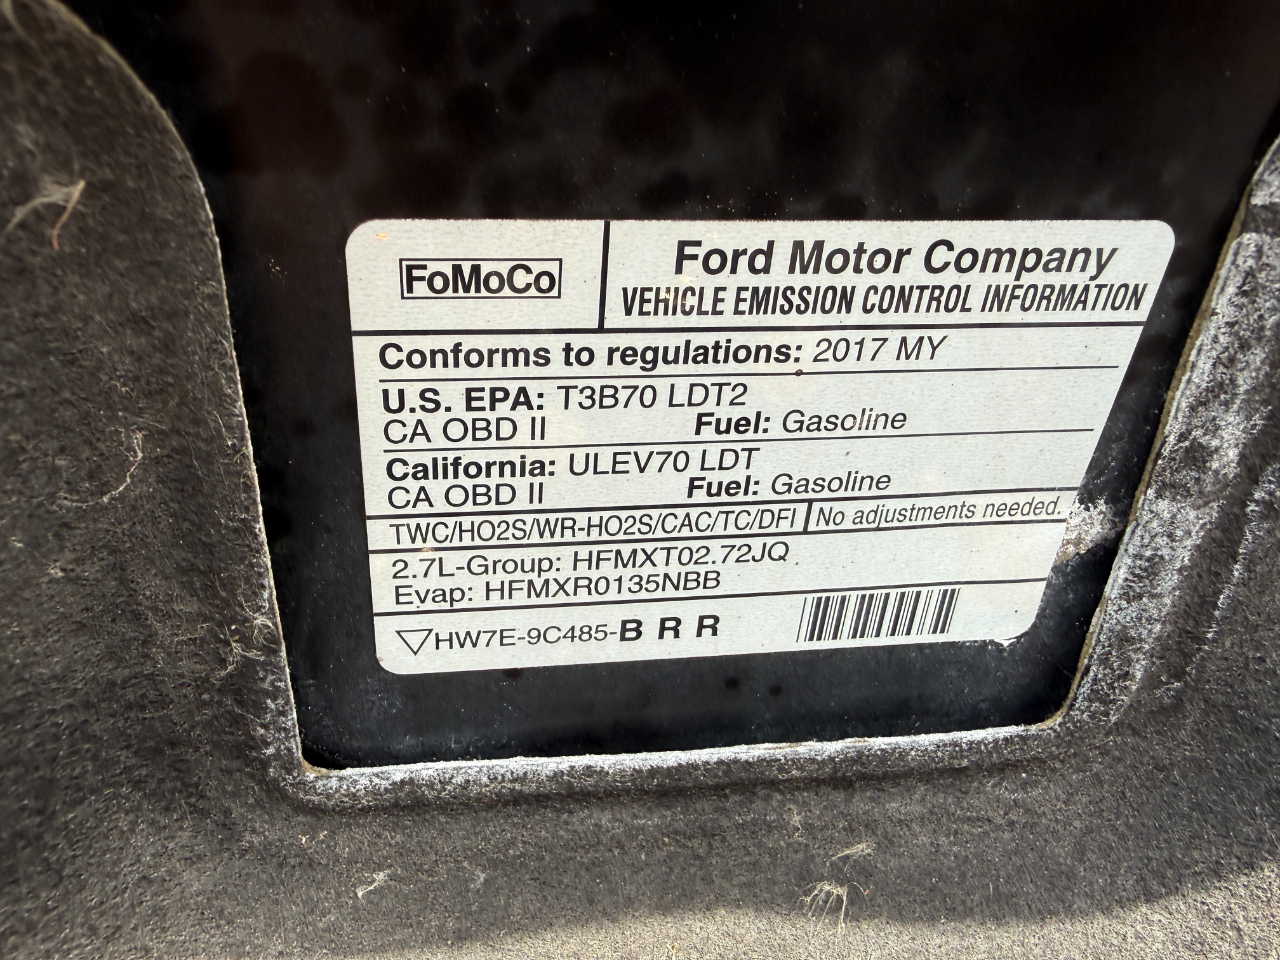 FoMoCo
Ford Motor Company
VEHICLE EMISSION CONTROL INFORMATION
Conforms to regulations: 2017 MY
U.S. EPA: T3B70 LDT2
CA OBD II Fuel: Gasoline
California: ULEV70 LDT
CA OBD II Fuel: Gasoline
TWC/HO2S/WR-HO2S/CAC/TC/DFI No adjustments needed.
2.7L-Group: HFMXT02.72JQ
Evap: HFMXR0135NBB
▽HW7E-9C485-B R R